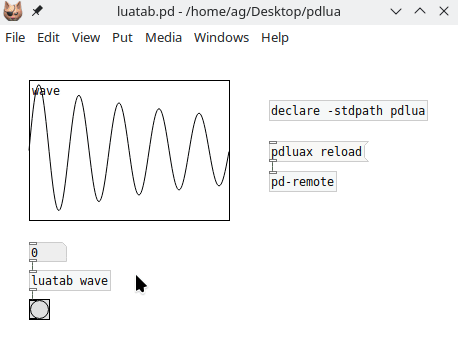 luatab.pd - /home/ag/Desktop/pdlua
File Edit View Put Media Windows Help
wave
declare -stdpath pdlua
pdluax reload
pd-remote
0
luatab wave